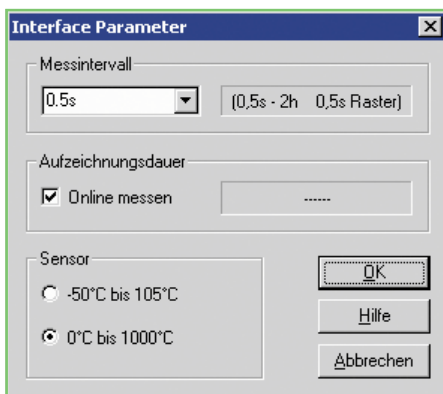 Interface Parameter
Messintervall
0.5s
(0,5s - 2h 0,5s Raster)
Aufzeichnungsdauer
Online messen
------
Sensor
-50°C bis 105°C
0°C bis 1000°C
OK
Hilfe
Abbrechen